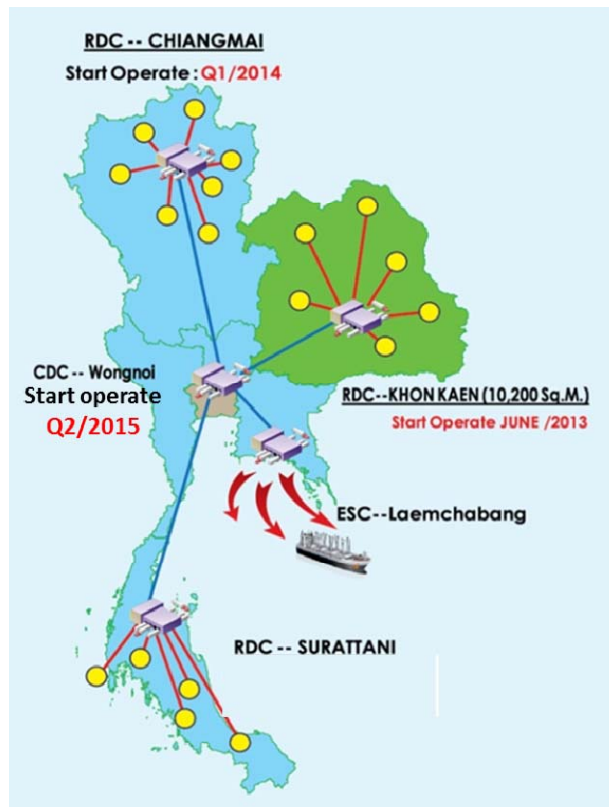 RDC -- CHIANGMAI
Start Operate : Q1/2014
CDC -- Wongnoi
Start operate
Q2/2015
RDC--KHON KAEN (10,200 Sq.M.)
Start Operate JUNE /2013
ESC--Laemchabang
RDC -- SURATTANI